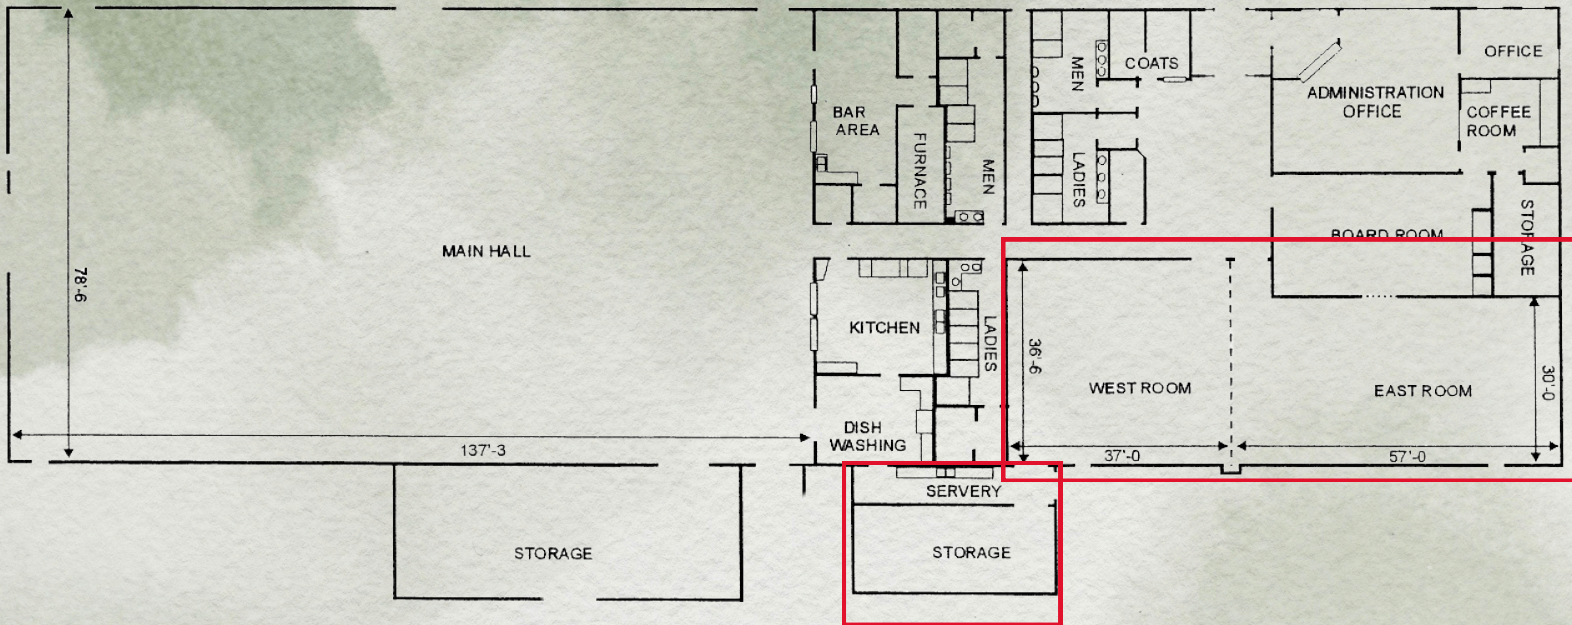 OFFICE
MEN
COATS
ADMINISTRATION
OFFICE
BAR
AREA
COFFEE
ROOM
FURNACE
MEN
LADIES
STORAGE
BOARD ROOM
MAIN HALL
78'-6
KITCHEN
LADIES
36'-6
WEST ROOM
EAST ROOM
30'-0
DISH
WASHING
137'-3
37'-0
57'-0
SERVERY
STORAGE
STORAGE